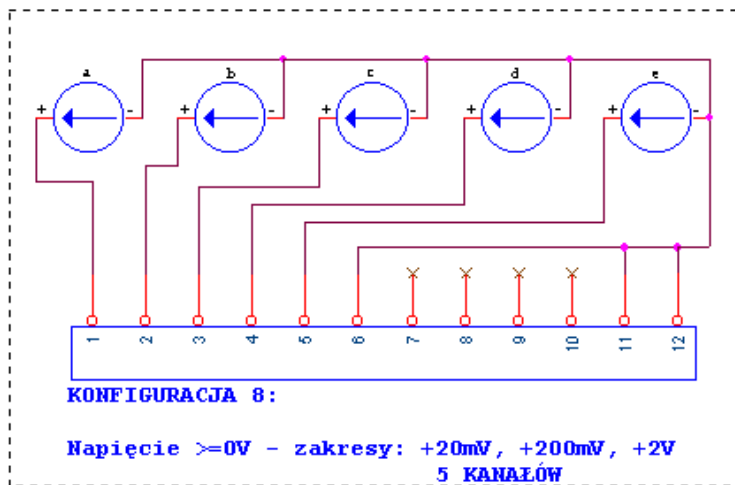 a b c d e
+ - + - + - + - + -
1 2 3 4 5 6 7 8 9 10 11 12
KONFIGURACJA 8:
Napięcie >=0V - zakresy: +20mV, +200mV, +2V
5 KANAŁÓW